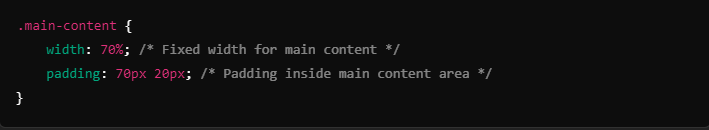 .main-content {
    width: 70%; /* Fixed width for main content */
    padding: 70px 20px; /* Padding inside main content area */
}